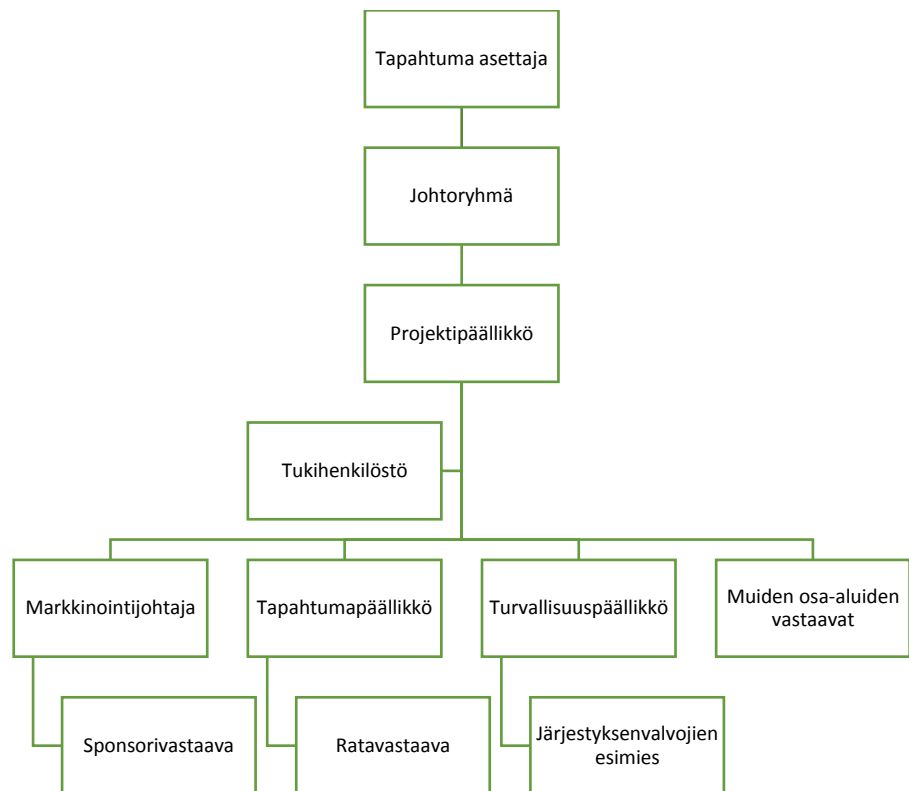 Tapahtuma asettaja
Johtoryhmä
Projektipäällikkö
Tukihenkilöstö
Markkinointijohtaja
Tapahtumapäällikkö
Turvallisuuspäällikkö
Muiden osa-aluiden
vastaavat
Sponsorivastaava
Ratavastaava
Järjestyksenvalvojien
esimies